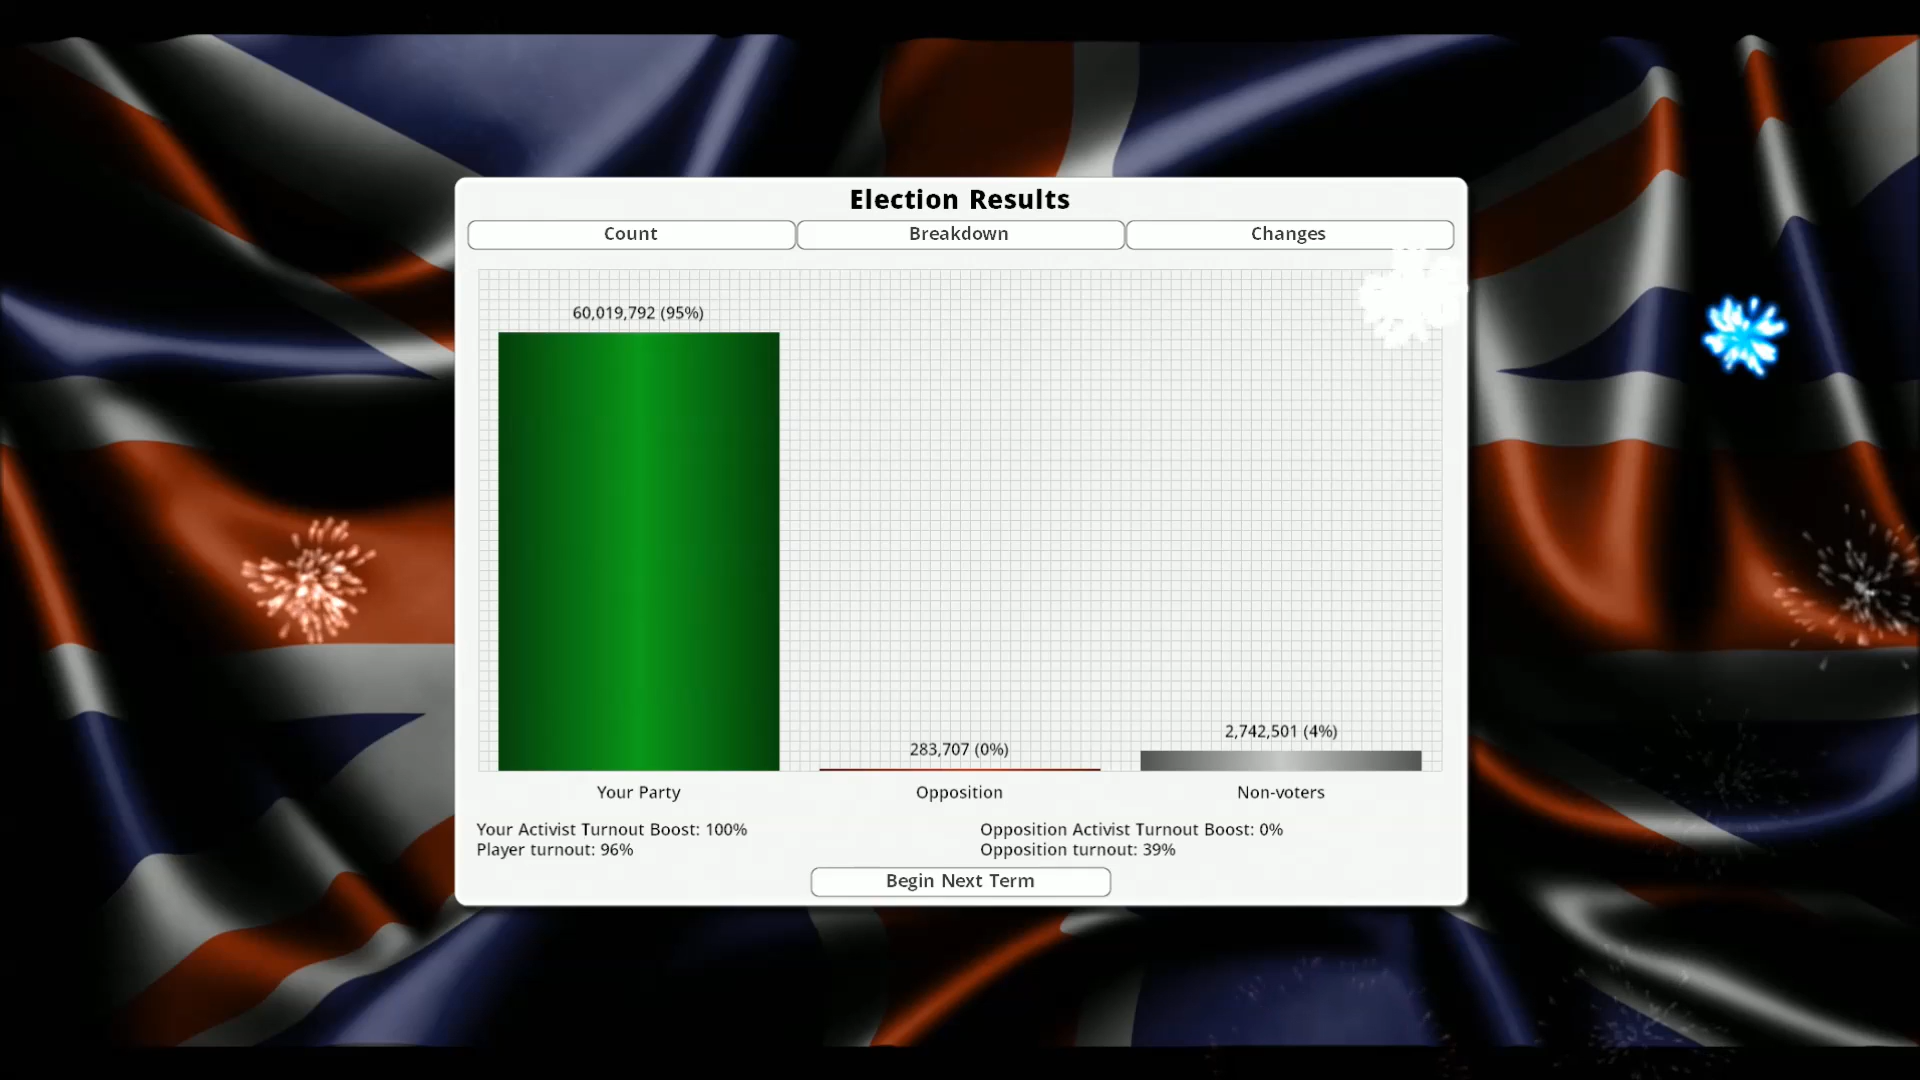 Election Results
Count
Breakdown
Changes
60,019,792 (95%)
283,707 (0%)
2,742,501 (4%)
Your Party
Opposition
Non-voters
Your Activist Turnout Boost: 100%
Opposition Activist Turnout Boost: 0%
Player turnout: 96%
Opposition turnout: 39%
Begin Next Term